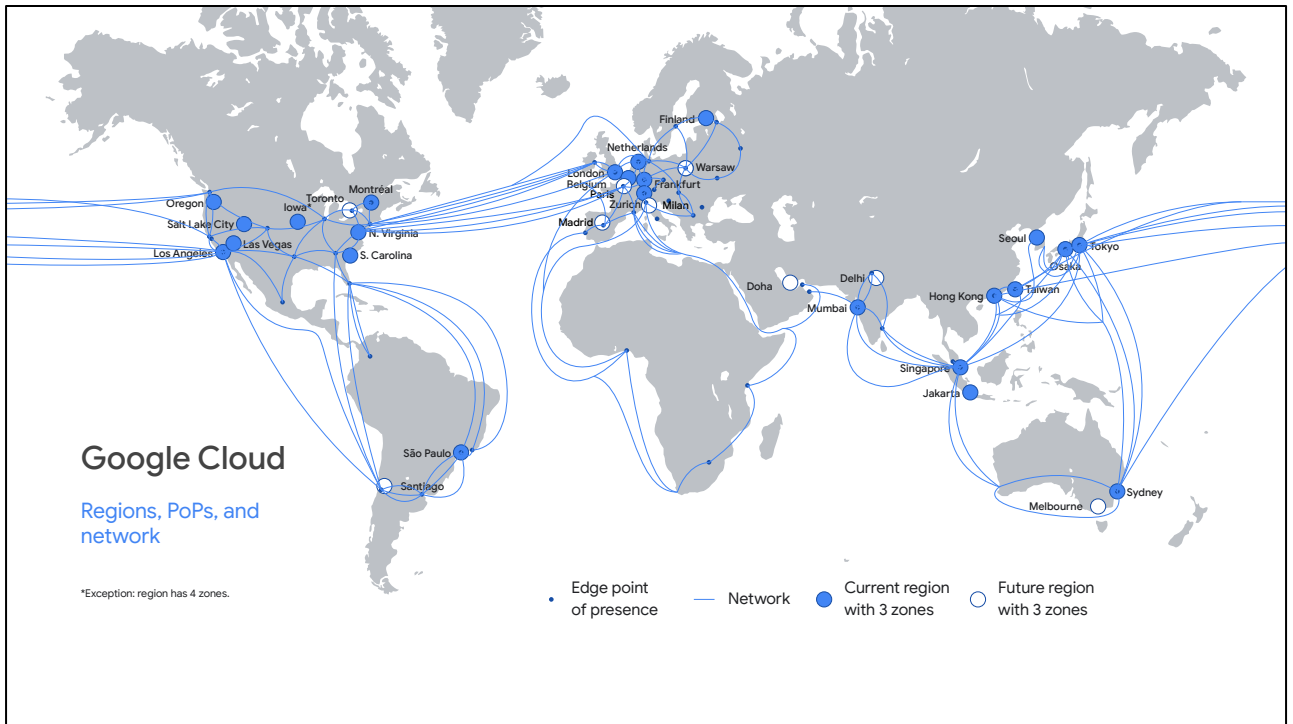 Finland
Netherlands
London
Warsaw
Belgium
Frankfurt
Paris
Zurich
Milan
Madrid
Montréal
Toronto
Iowa*
Oregon
Salt Lake City
N. Virginia
Las Vegas
Los Angeles
S. Carolina
Seoul
Tokyo
Osaka
Doha
Delhi
Mumbai
Hong Kong
Taiwan
Singapore
Jakarta
São Paulo
Santiago
Sydney
Melbourne
Google Cloud
Regions, PoPs, and
network
*Exception: region has 4 zones.
Edge point
of presence
Network
Current region
with 3 zones
Future region
with 3 zones